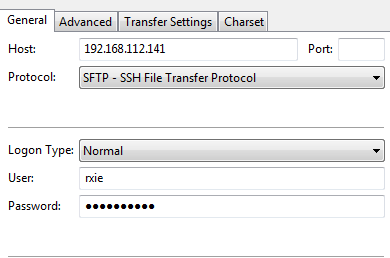 General Advanced Transfer Settings Charset
Host: 192.168.112.141 Port:
Protocol: SFTP - SSH File Transfer Protocol
Logon Type: Normal
User: rxie
Password: ●●●●●●●●●●